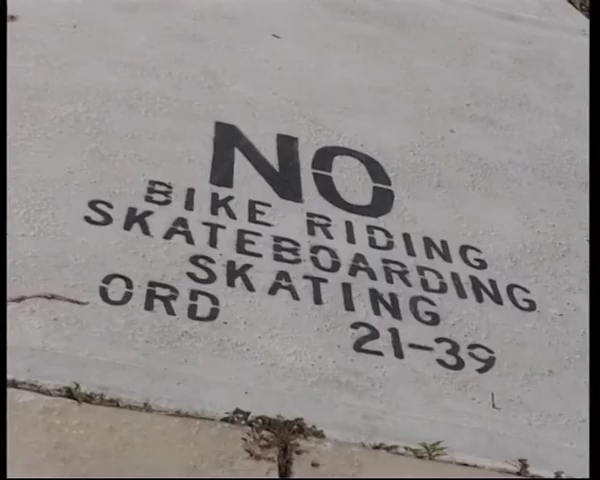 NO
BIKE RIDING
SKATEBOARDING
SKATING
ORD 21-39